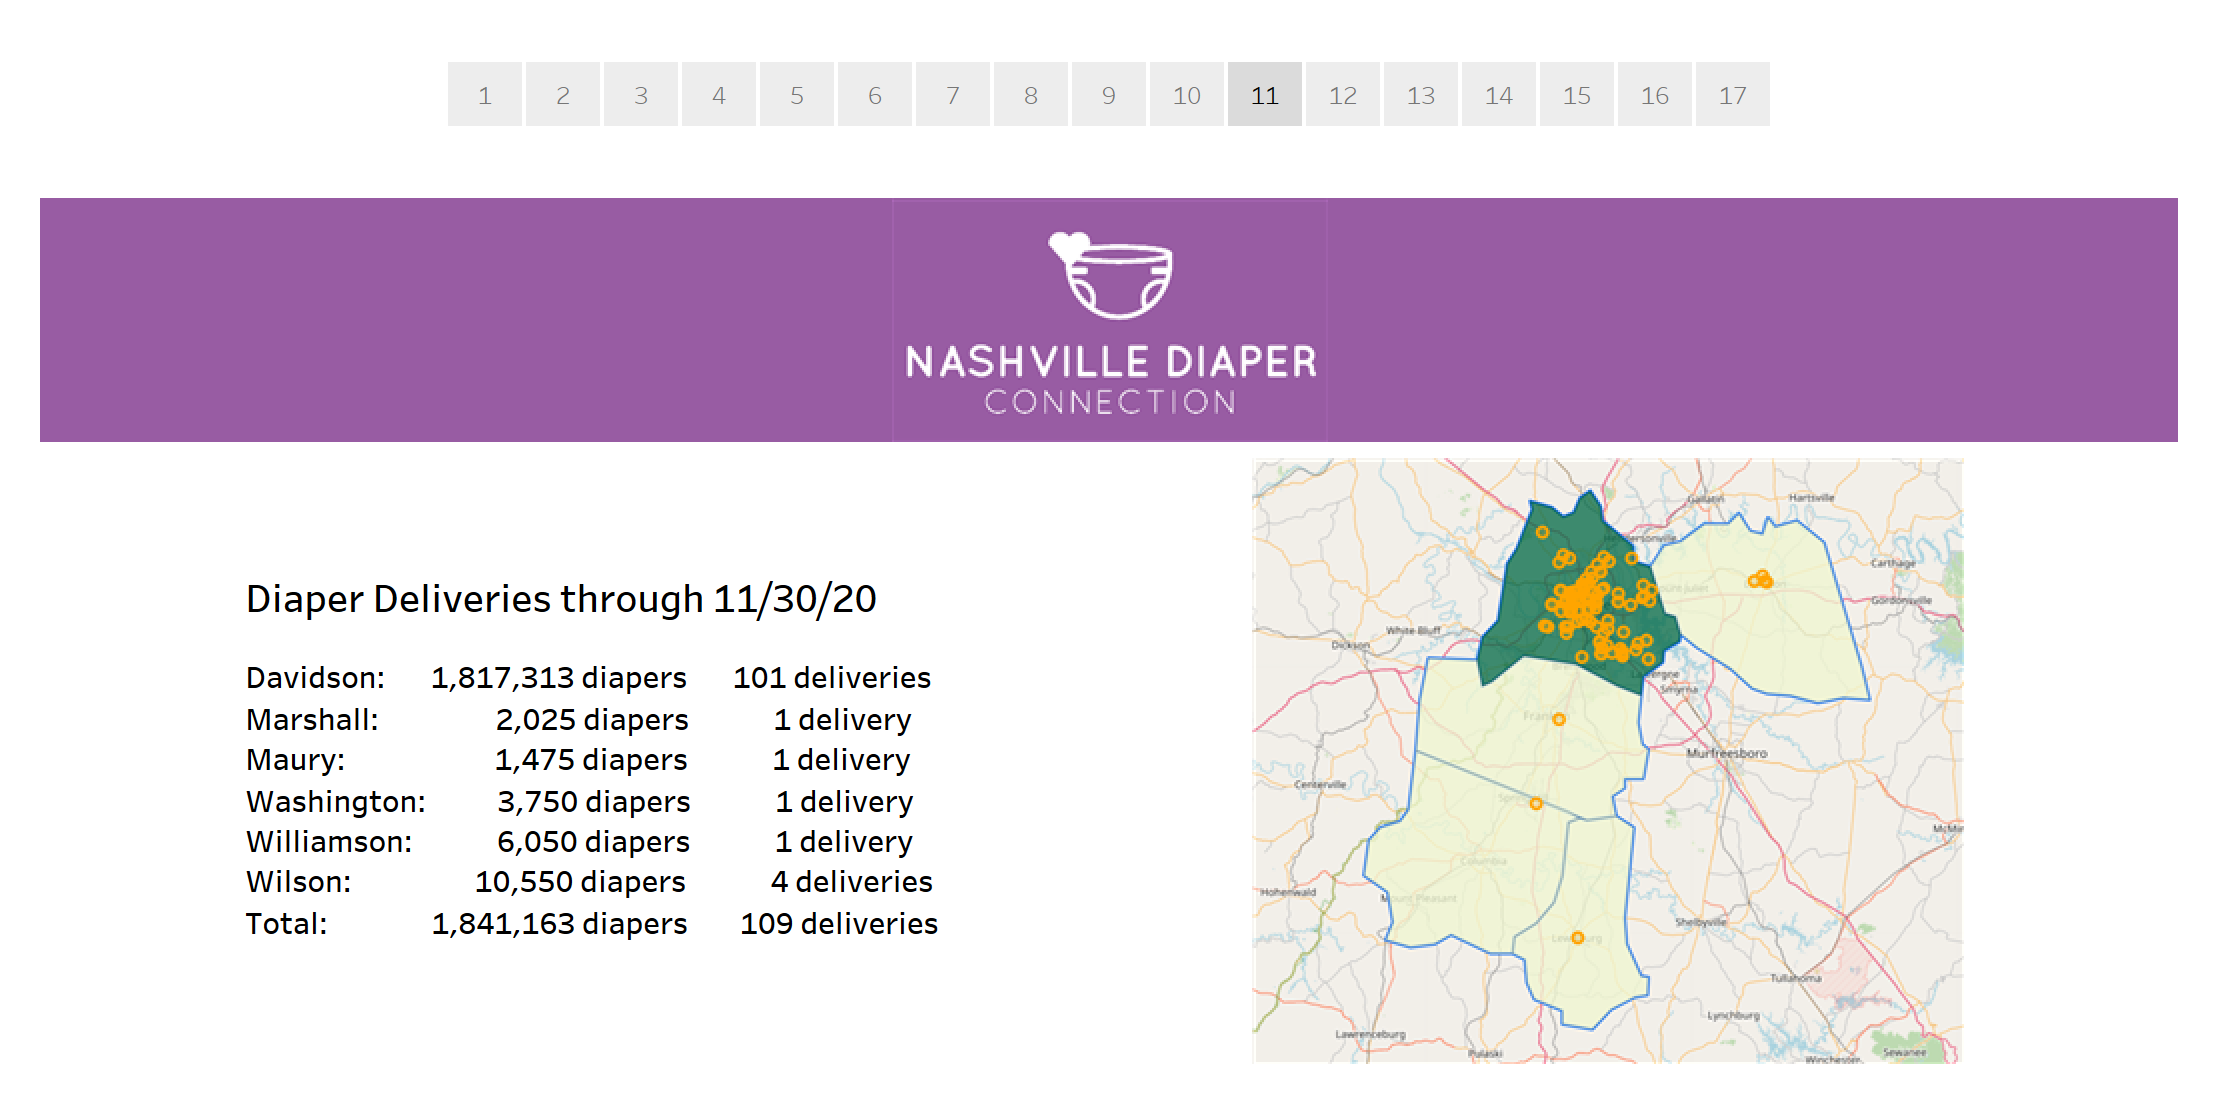 1 2 3 4 5 6 7 8 9 10 11 12 13 14 15 16 17
NASHVILLE DIAPER
CONNECTION
Diaper Deliveries through 11/30/20
Davidson: 1,817,313 diapers 101 deliveries
Marshall: 2,025 diapers 1 delivery
Maury: 1,475 diapers 1 delivery
Washington: 3,750 diapers 1 delivery
Williamson: 6,050 diapers 1 delivery
Wilson: 10,550 diapers 4 deliveries
Total: 1,841,163 diapers 109 deliveries
Gallatin
Hartsville
Carthage
Gordonsville
White Bluff
Dickson
Smyrna
Murfreesboro
Centerville
Columbia
Hohenwald
Mount Pleasant
Shelbyville
Tullahoma
Lynchburg
Lawrenceburg
Pulaski
Sewanee
Winchester